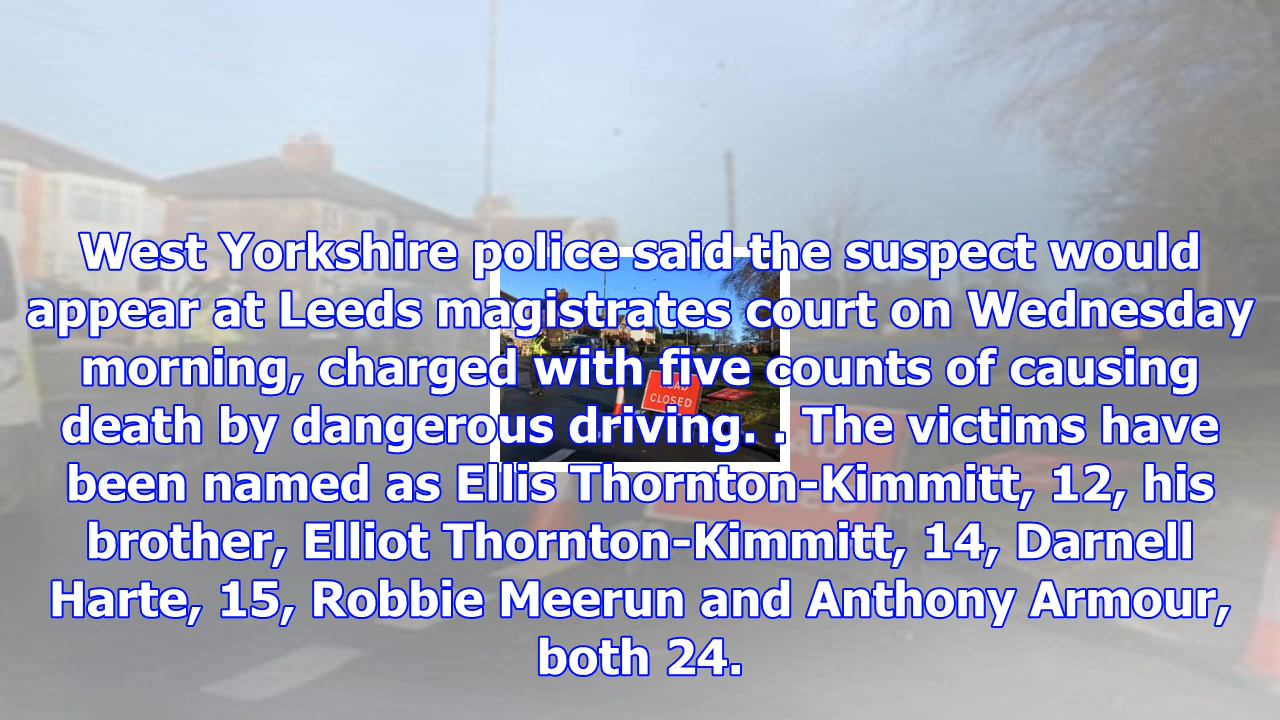 West Yorkshire police said the suspect would
appear at Leeds magistrates court on Wednesday
morning, charged with five counts of causing
death by dangerous driving. . The victims have
been named as Ellis Thornton-Kimmitt, 12, his
brother, Elliot Thornton-Kimmitt, 14, Darnell
Harte, 15, Robbie Meerun and Anthony Armour,
both 24.
ROAD
CLOSED